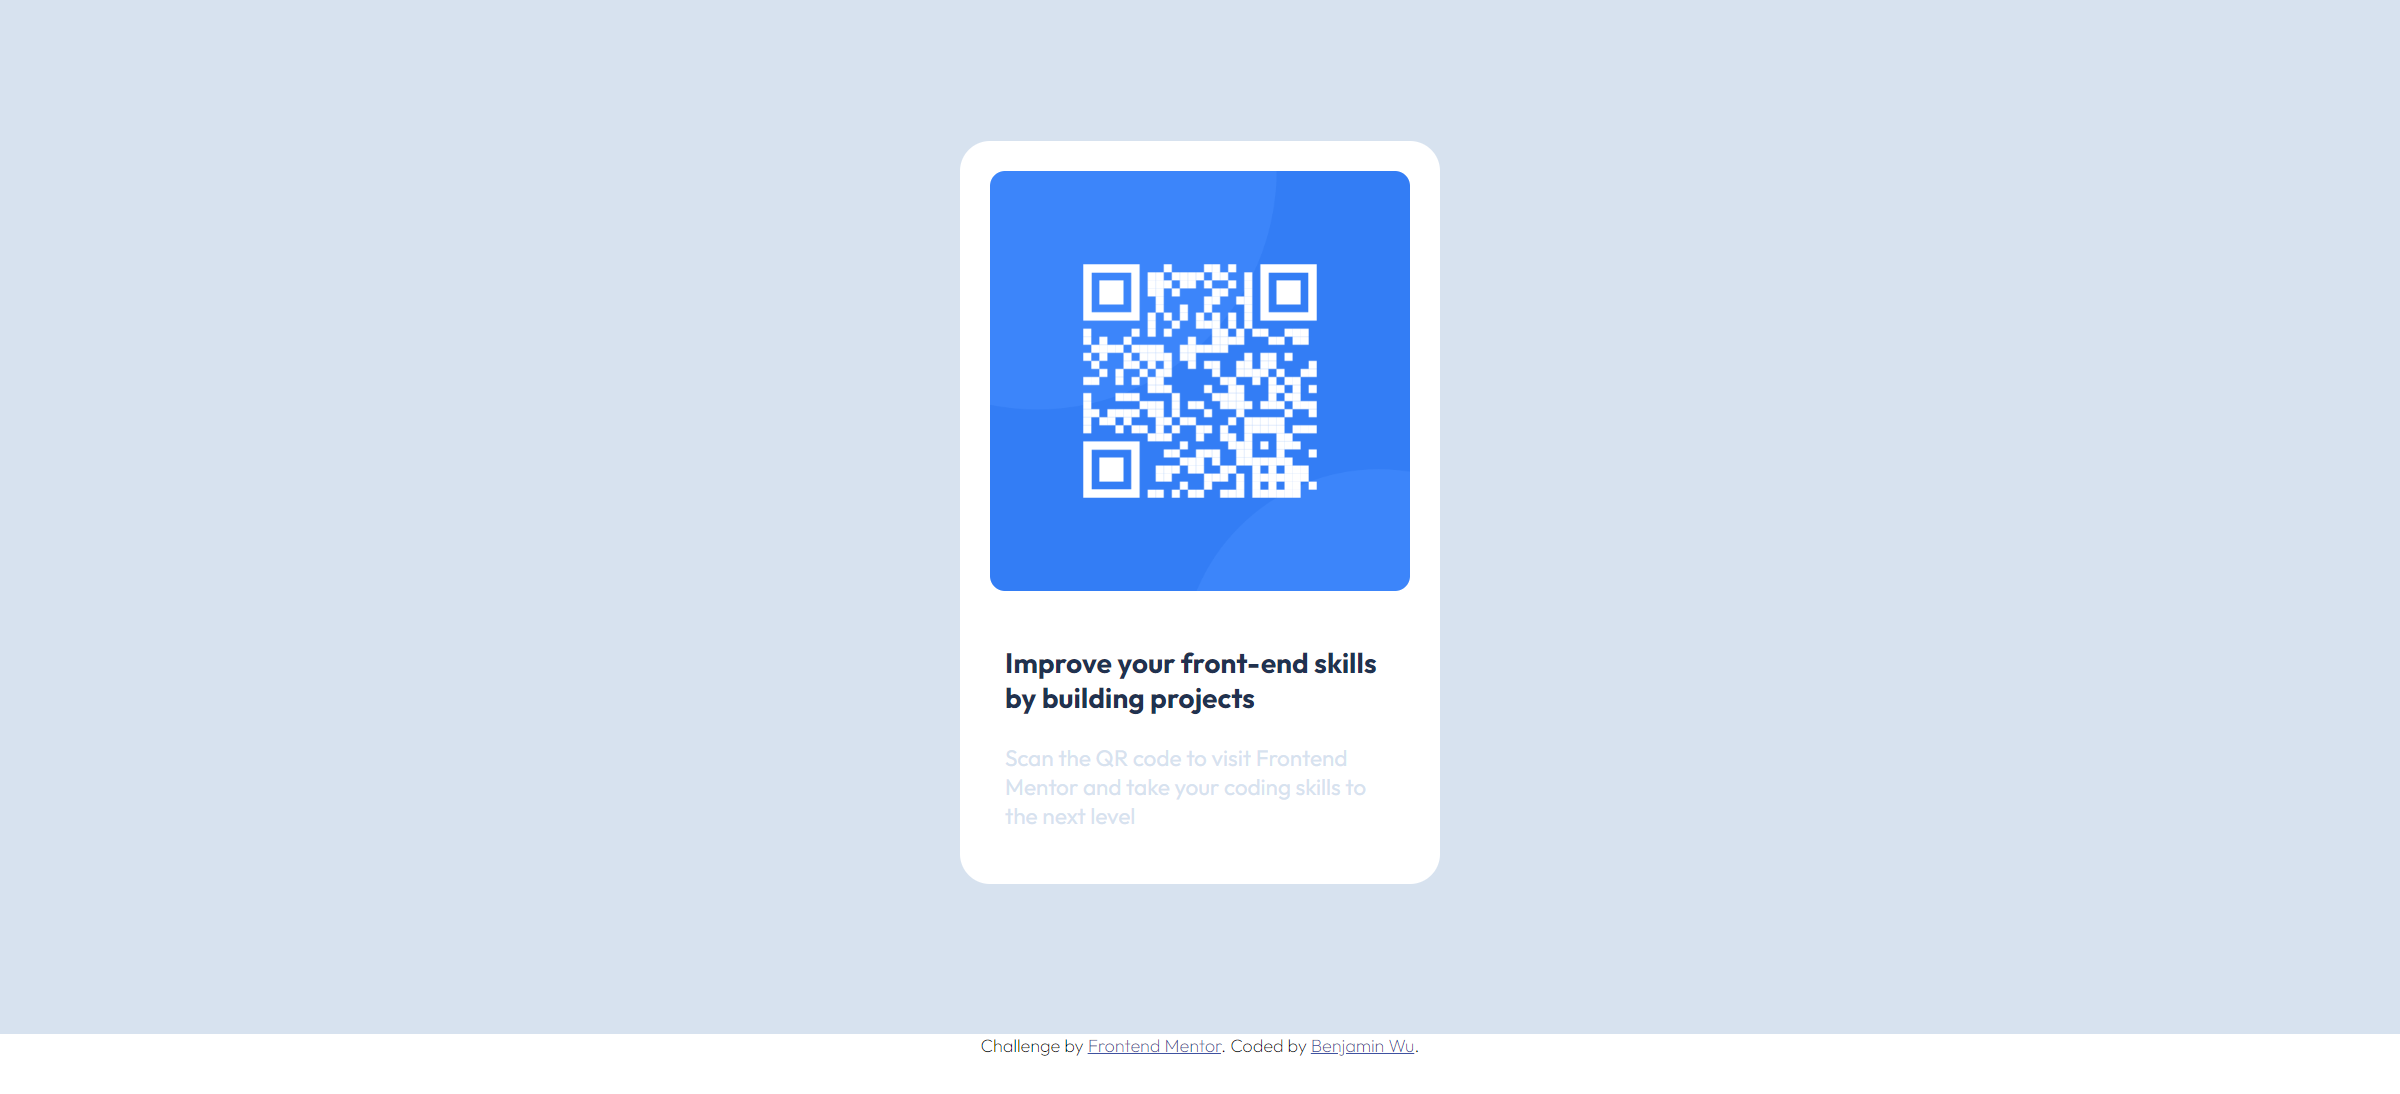 Improve your front-end skills
by building projects
Scan the QR code to visit Frontend
Mentor and take your coding skills to
the next level
Challenge by Frontend Mentor. Coded by Benjamin Wu.